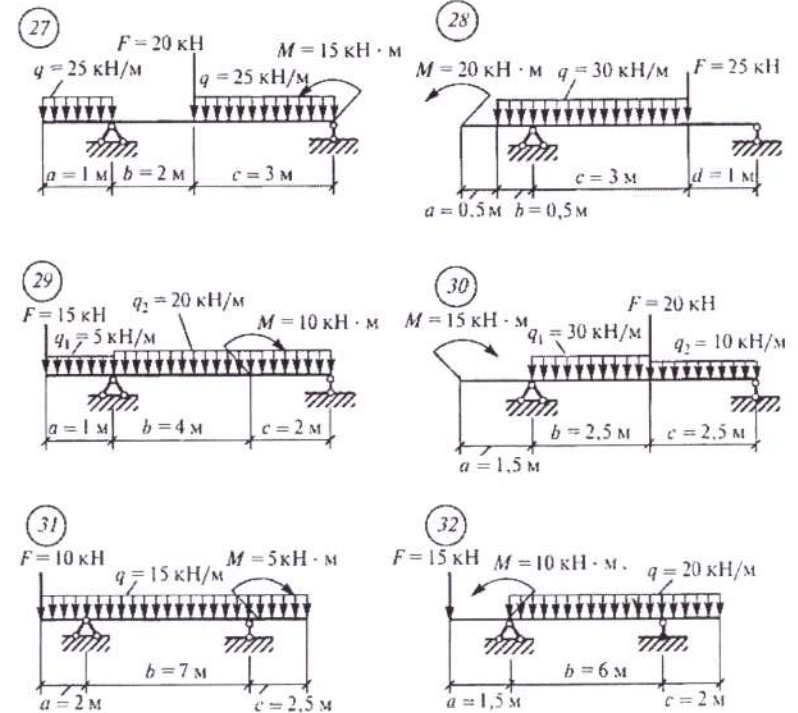 27
F = 20 кН
M = 15 кН · м
q = 25 кН/м
q = 25 кН/м
a = 1 м
b = 2 м
c = 3 м
28
M = 20 кН · м
q = 30 кН/м
F = 25 кН
c = 3 м
d = 1 м
a = 0.5 м
b = 0,5 м
29
F = 15 кН
q₂ = 20 кН/м
q₁ = 5 кН/м
M = 10 кН · м
a = 1 м
b = 4 м
c = 2 м
30
F = 20 кН
M = 15 кН · м
q₁ = 30 кН/м
q₂ = 10 кН/м
b = 2,5 м
c = 2,5 м
a = 1,5 м
31
F = 10 кН
q = 15 кН/м
M = 5 кН · м
b = 7 м
a = 2 м
c = 2,5 м
32
F = 15 кН
M = 10 кН · м.
q = 20 кН/м
b = 6 м
a = 1,5 м
c = 2 м